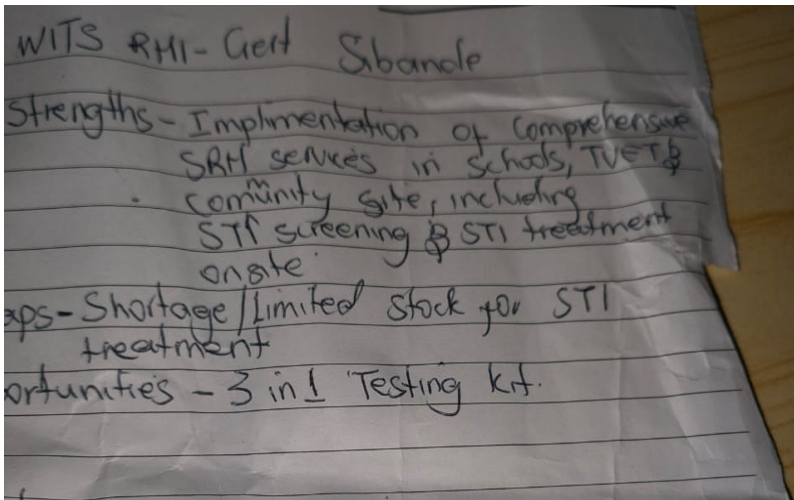 WITS RHI- Gert Sibande
Strengths- Implimentation of Comprehensive
SRH services in Schools, TVET &
community site, including
STI screening & STI treatment
onsite
aps- Shortage/Limited stock for STI
treatment
ortunities - 3 in 1 Testing kit.